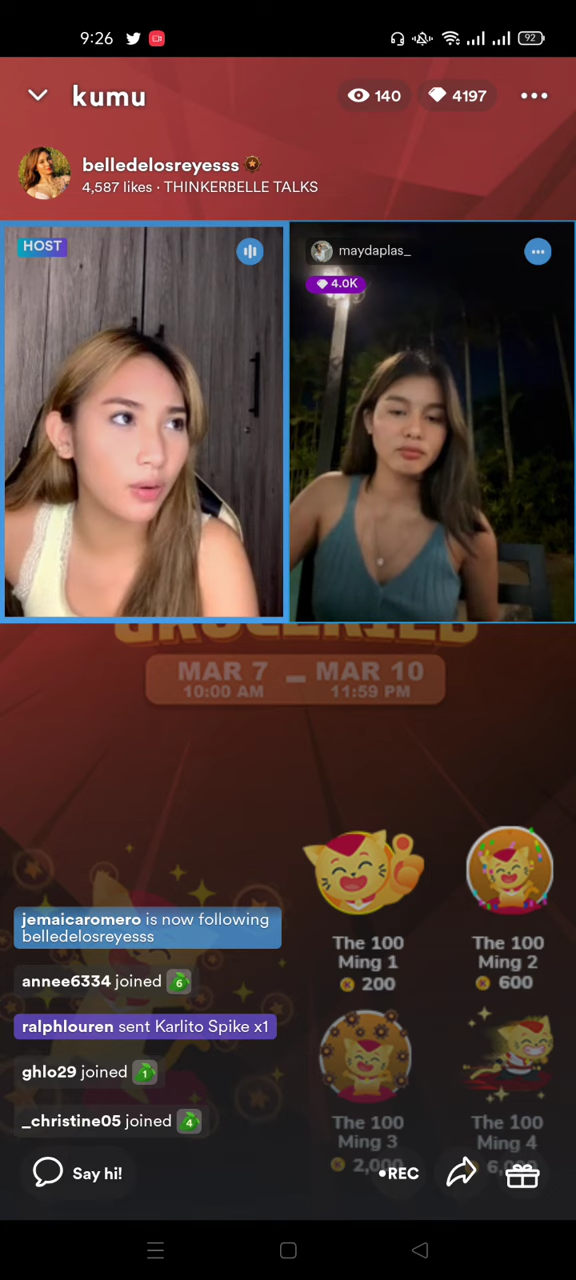 9:26
92
kumu
140
4197
belledelosreyesss
4,587 likes · THINKERBELLE TALKS
HOST
maydaplas_
4.0K
MAR 7 – MAR 10
10:00 AM 11:59 PM
jemaicaromero is now following
belledelosreyesss
annee6334 joined 6
ralphlouren sent Karlito Spike x1
ghlo29 joined 1
_christine05 joined 4
The 100
Ming 1
200
The 100
Ming 2
600
The 100
Ming 3
2,000
The 100
Ming 4
Say hi!
•REC